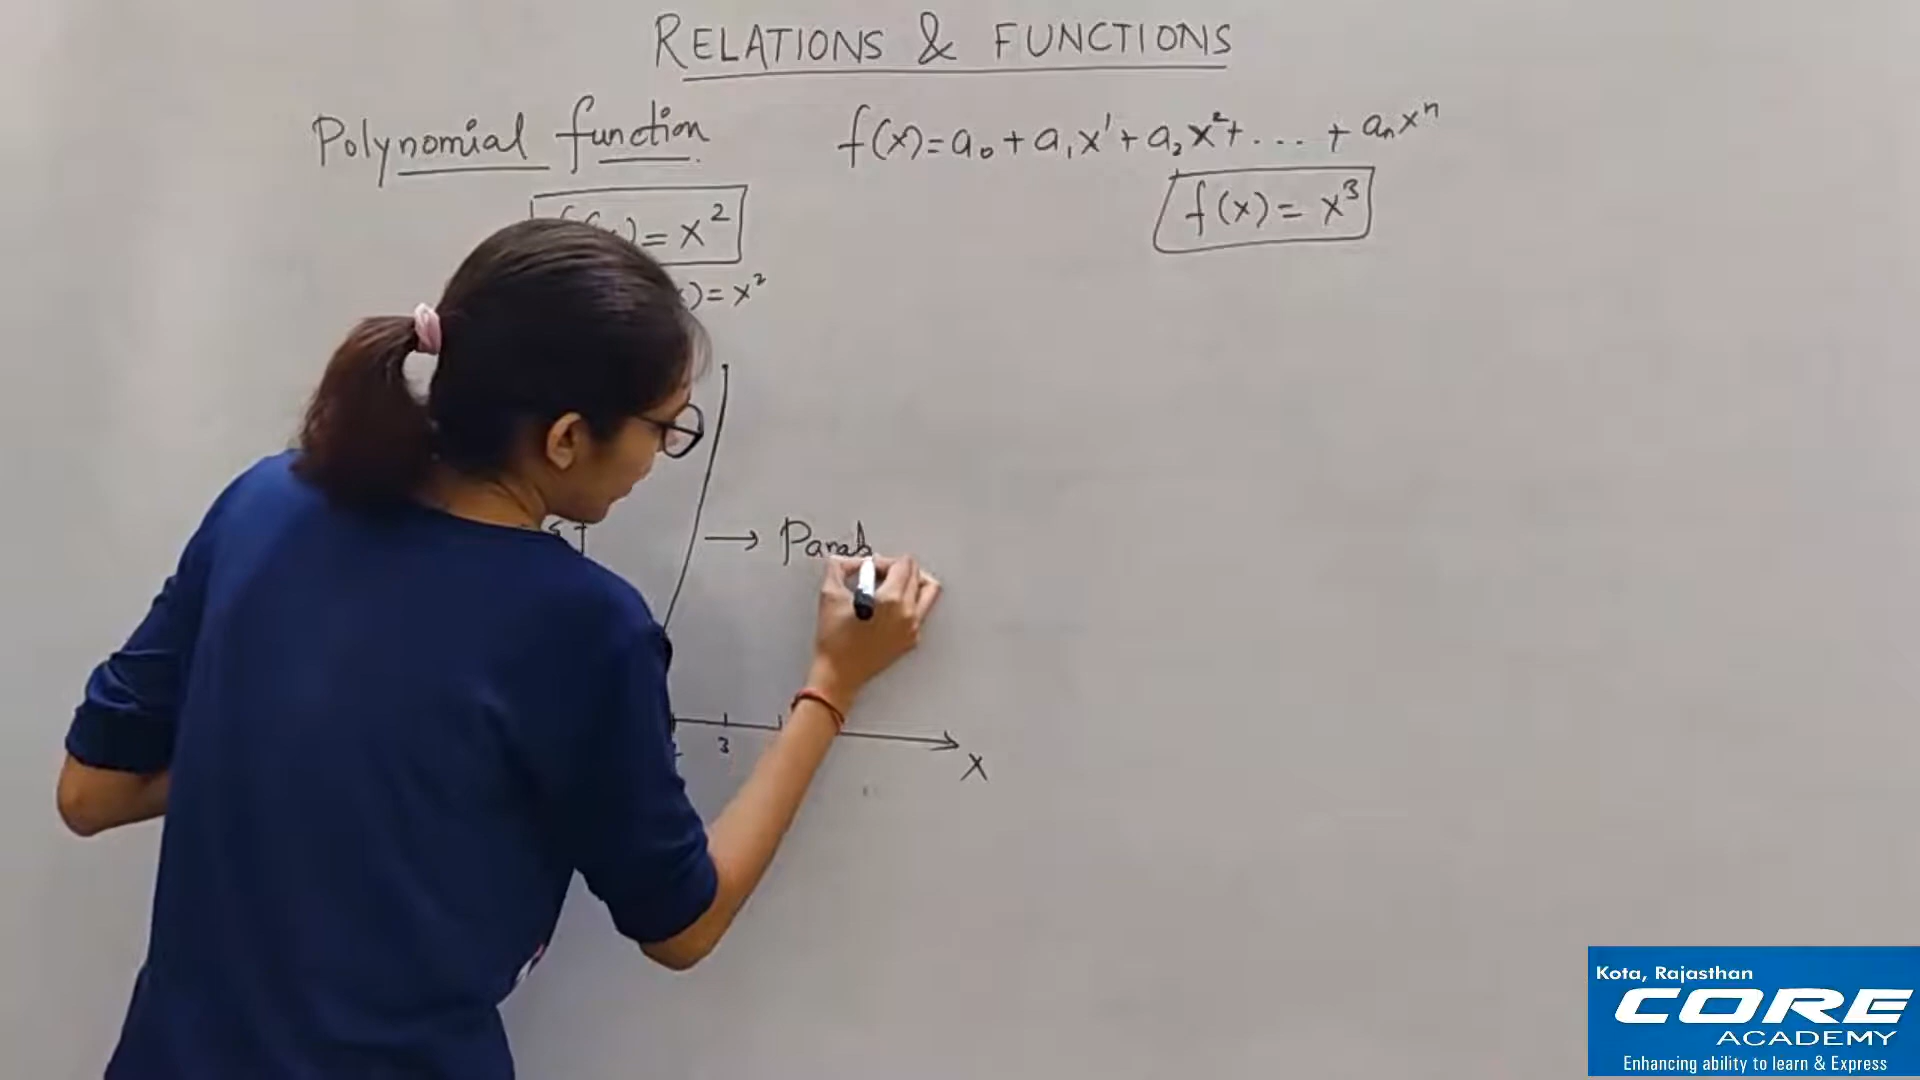 RELATIONS & FUNCTIONS
Polynomial function f(x)=a₀+a₁x¹+a₂x²+....+aₙxⁿ
)=x²
f(x)=x³
)=x²
→ Parab
3
X
Kota, Rajasthan
CORE
ACADEMY
Enhancing ability to learn & Express